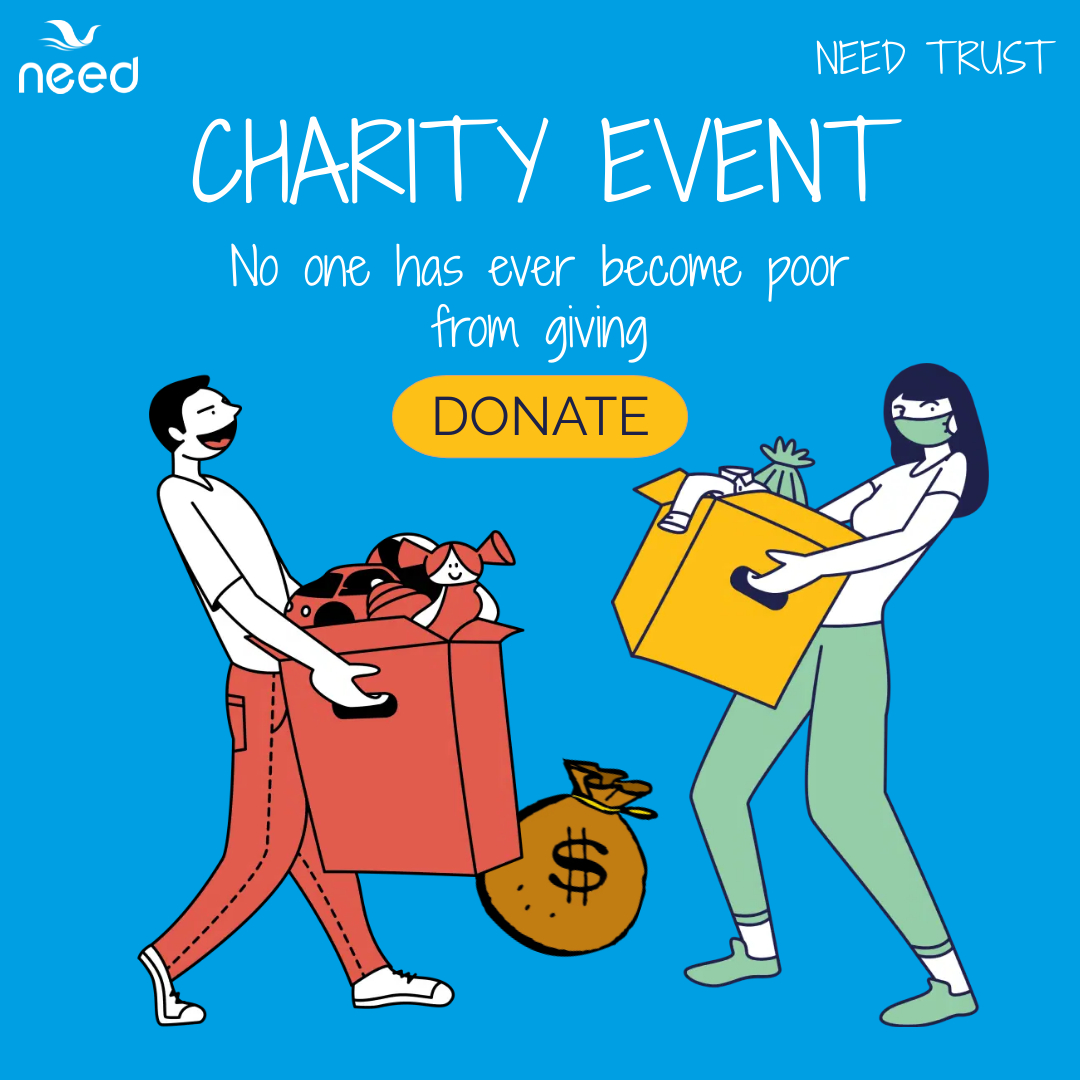 need
NEED TRUST
CHARITY EVENT
No one has ever become poor
from giving
DONATE
$